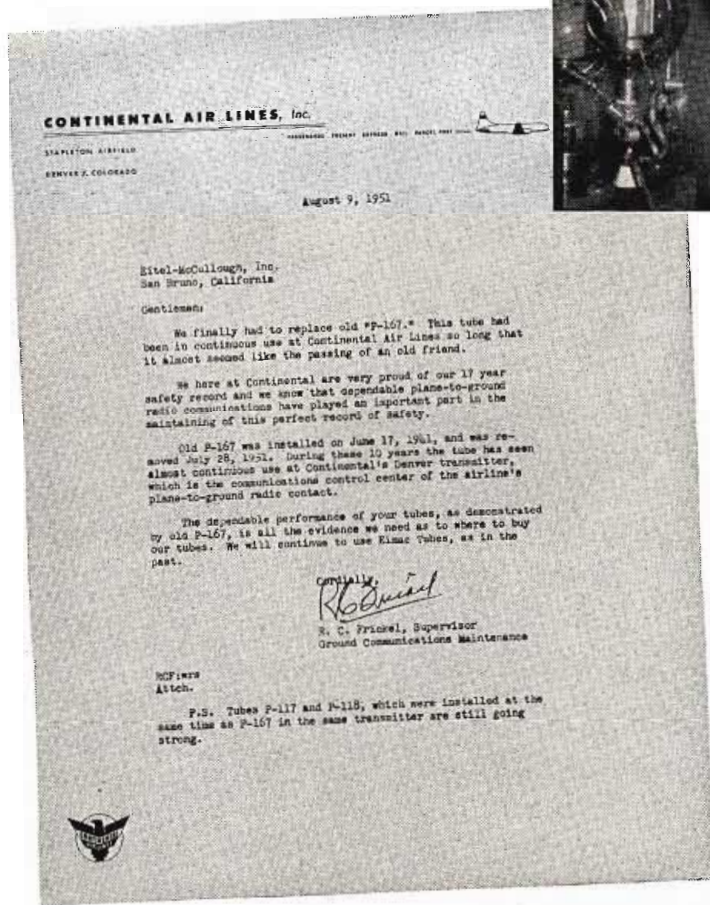 CONTINENTAL AIR LINES, Inc.
PASSENGERS FREIGHT EXPRESS MAIL PARCEL POST
STAPLETON AIRFIELD
DENVER 7, COLORADO
August 9, 1951
Eitel-McCullough, Inc.
San Bruno, California
Gentlemen:
We finally had to replace old "P-167." This tube had
been in continuous use at Continental Air Lines so long that
it almost seemed like the passing of an old friend.
We here at Continental are very proud of our 17 year
safety record and we know that dependable plane-to-ground
radio communications have played an important part in the
maintaining of this perfect record of safety.
Old P-167 was installed on June 17, 1941, and was re-
moved July 28, 1951. During these 10 years the tube has seen
almost continuous use at Continental's Denver transmitter,
which is the communications control center of the airline's
plane-to-ground radio contact.
The dependable performance of your tubes, as demonstrated
by old P-167, is all the evidence we need as to where to buy
our tubes. We will continue to use Eimac Tubes, as in the
past.
Cordially,
R. C. Frickel, Supervisor
Ground Communications Maintenance
RCF:wrs
Attch.
P.S. Tubes P-117 and P-118, which were installed at the
same time as P-167 in the same transmitter are still going
strong.